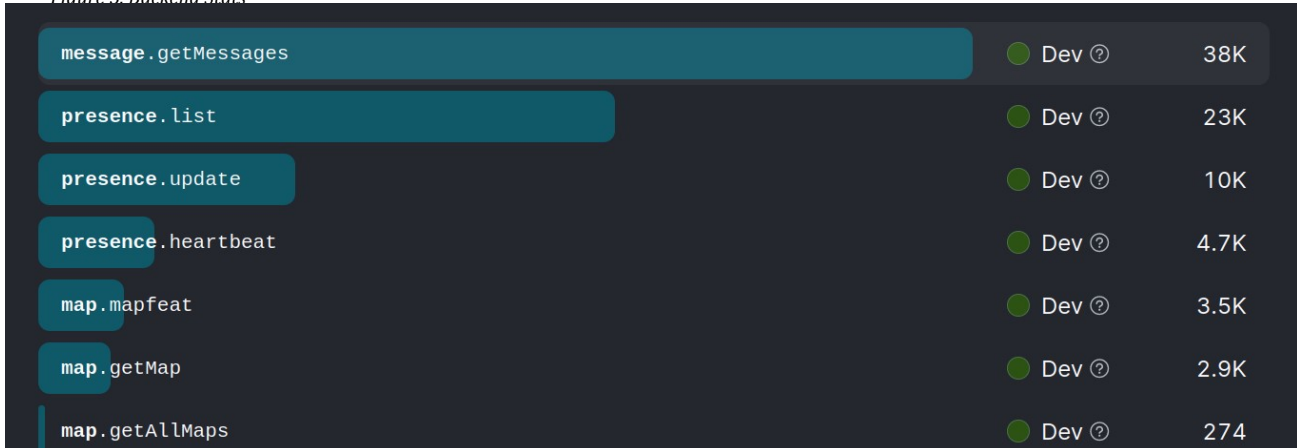 message.getMessages Dev ? 38K
presence.list Dev ? 23K
presence.update Dev ? 10K
presence.heartbeat Dev ? 4.7K
map.mapfeat Dev ? 3.5K
map.getMap Dev ? 2.9K
map.getAllMaps Dev ? 274